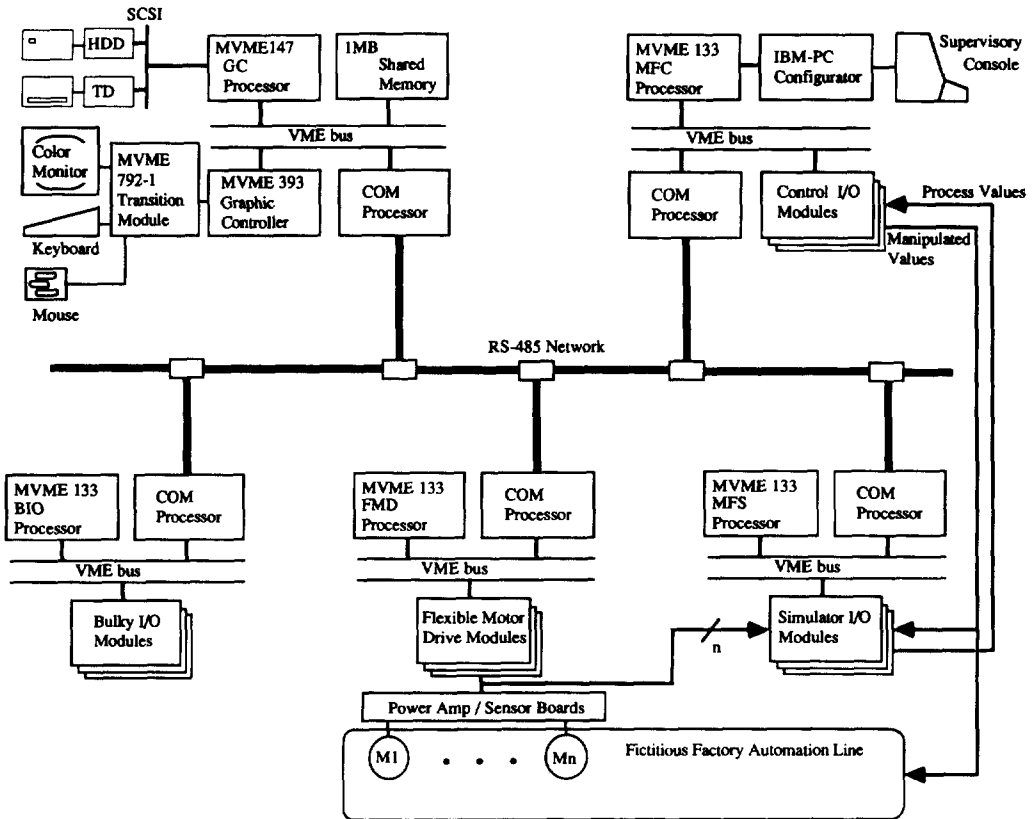 SCSI
HDD
TD
MVME147
GC
Processor
1MB
Shared
Memory
MVME 133
MFC
Processor
IBM-PC
Configurator
Supervisory
Console
VME bus
VME bus
Color
Monitor
Keyboard
Mouse
MVME
792-1
Transition
Module
MVME 393
Graphic
Controller
COM
Processor
COM
Processor
Control I/O
Modules
Process Values
Manipulated
Values
RS-485 Network
MVME 133
BIO
Processor
COM
Processor
MVME 133
FMD
Processor
COM
Processor
MVME 133
MFS
Processor
COM
Processor
VME bus
VME bus
VME bus
Bulky I/O
Modules
Flexible Motor
Drive Modules
n
Simulator I/O
Modules
Power Amp / Sensor Boards
M1
Mn
Fictitious Factory Automation Line